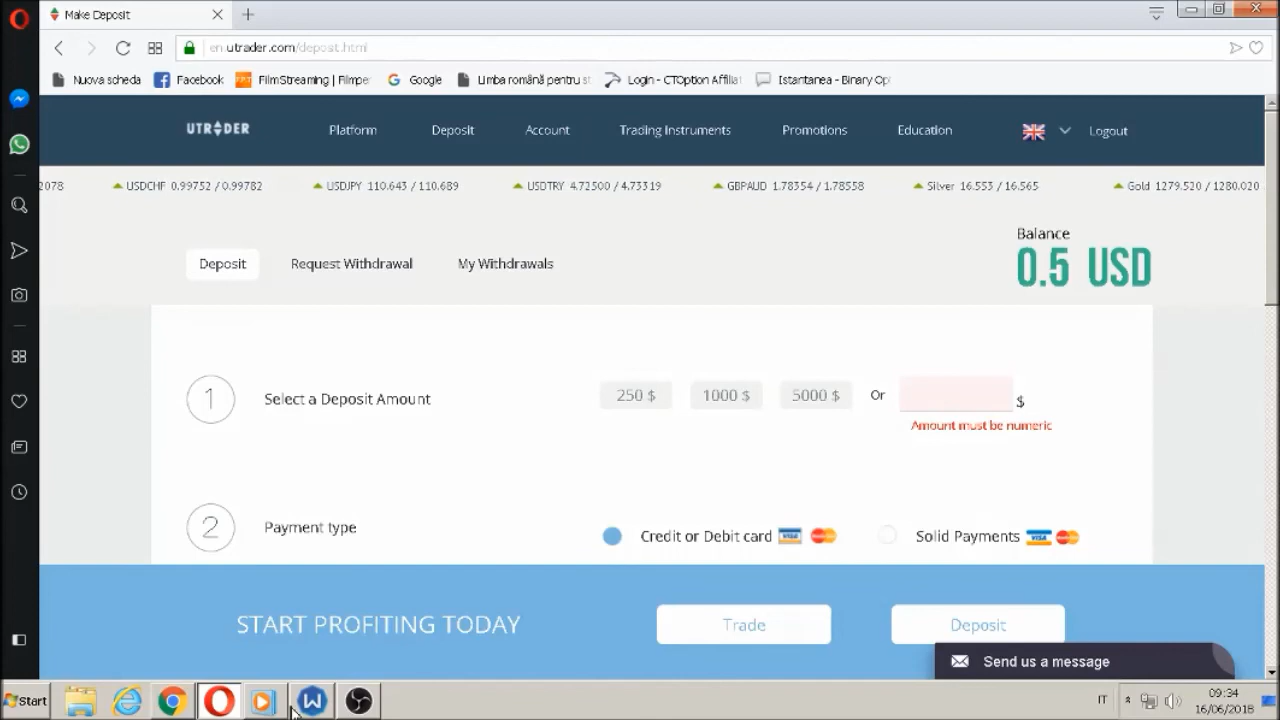 Make Deposit
en.utrader.com/deposit.html
Nuova scheda
Facebook
FilmStreaming | Filmpe
Google
Limba română pentru st
Login - CTOption Affilia
Istantanea - Binary Op
UTRADER
Platform
Deposit
Account
Trading Instruments
Promotions
Education
Logout
2078
USDCHF 0.99752 / 0.99782
USDJPY 110.643 / 110.689
USDTRY 4.72500 / 4.73319
GBPAUD 1.78354 / 1.78558
Silver 16.553 / 16.565
Gold 1279.520 / 1280.020
Balance
0.5 USD
Deposit
Request Withdrawal
My Withdrawals
1
Select a Deposit Amount
250 $
1000 $
5000 $
Or
$
Amount must be numeric
2
Payment type
Credit or Debit card
VISA
Solid Payments
VISA
START PROFITING TODAY
Trade
Deposit
Send us a message
Start
W
IT
09:34
16/06/2018